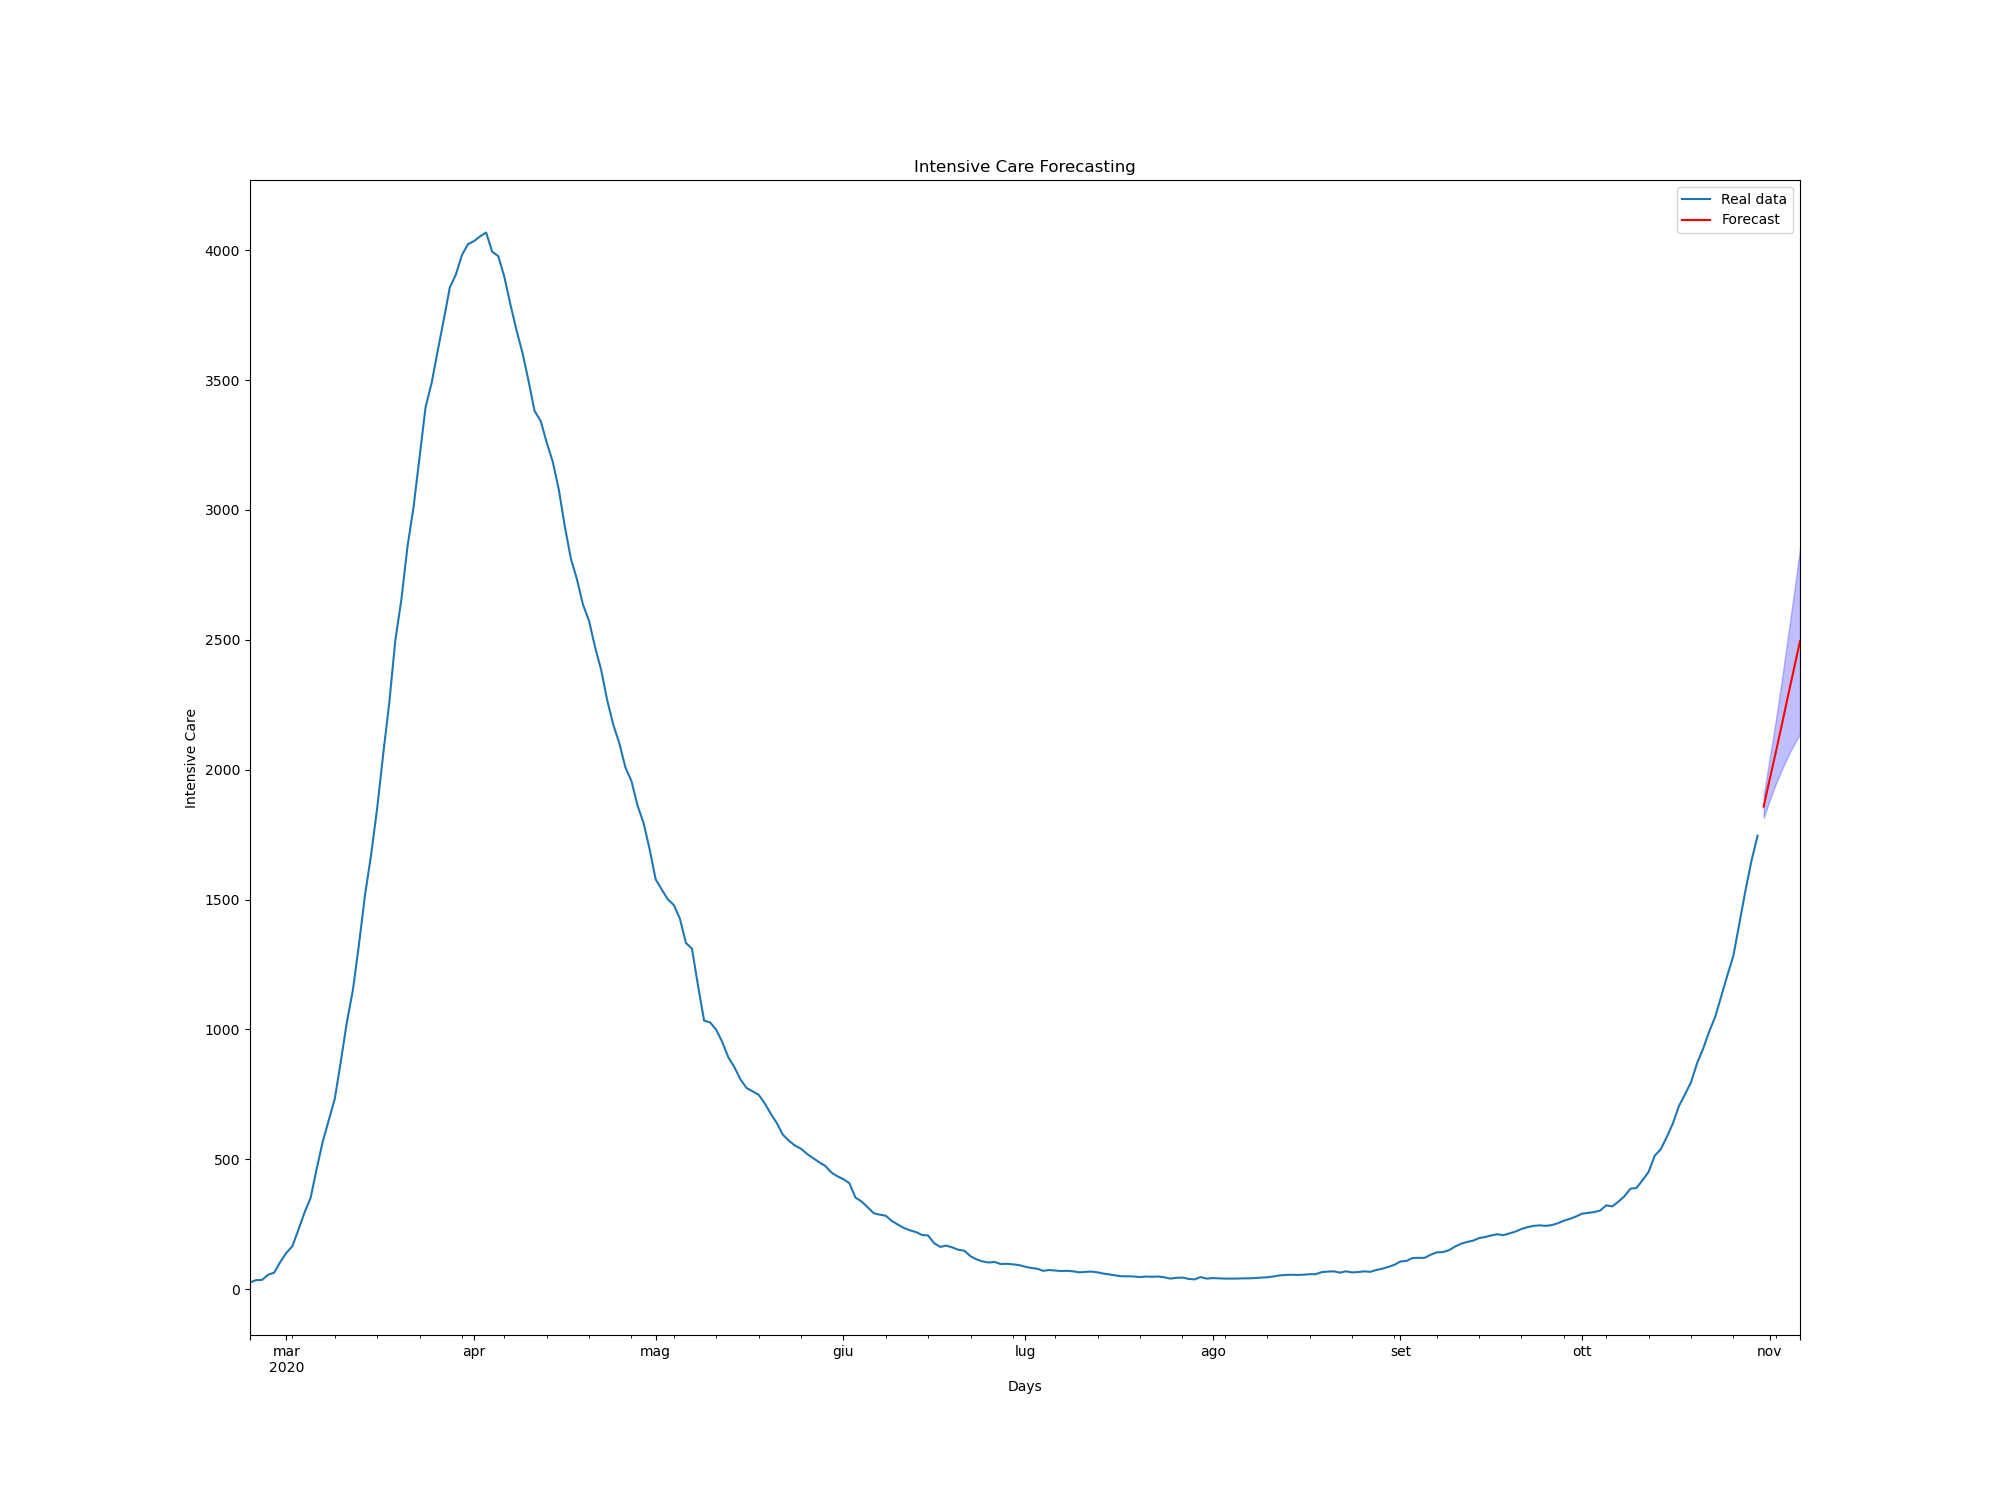 Intensive Care Forecasting
Real data
Forecast
4000
3500
3000
2500
2000
1500
1000
500
0
Intensive Care
mar apr mag giu lug ago set ott nov
2020
Days